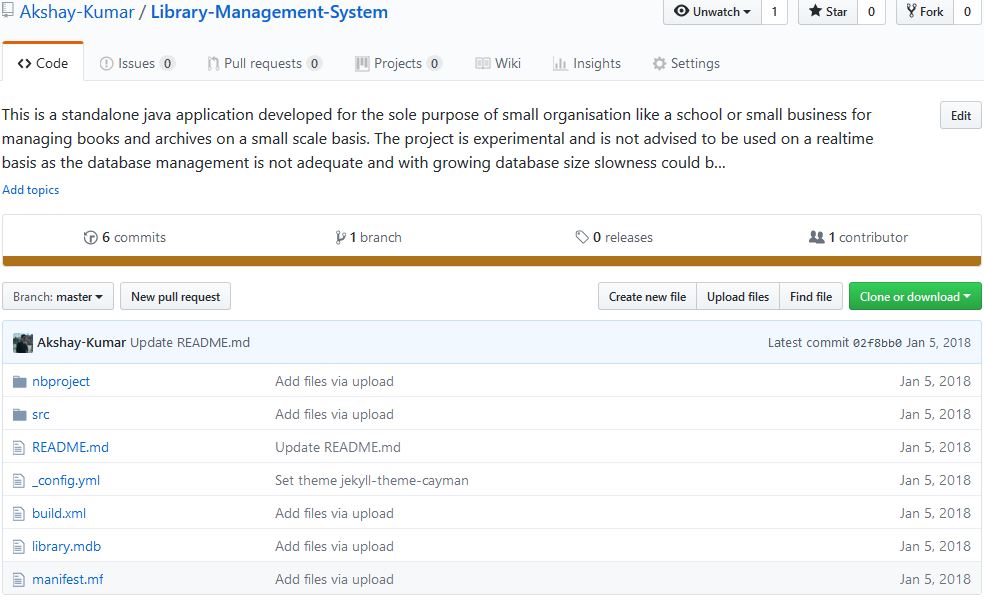 Akshay-Kumar / Library-Management-System
Unwatch 1 Star 0 Fork 0
Code Issues 0 Pull requests 0 Projects 0 Wiki Insights Settings
This is a standalone java application developed for the sole purpose of small organisation like a school or small business for
managing books and archives on a small scale basis. The project is experimental and is not advised to be used on a realtime
basis as the database management is not adequate and with growing database size slowness could b...
Edit
Add topics
6 commits 1 branch 0 releases 1 contributor
Branch: master New pull request Create new file Upload files Find file Clone or download
Akshay-Kumar Update README.md Latest commit 02f8bb0 Jan 5, 2018
nbproject Add files via upload Jan 5, 2018
src Add files via upload Jan 5, 2018
README.md Update README.md Jan 5, 2018
_config.yml Set theme jekyll-theme-cayman Jan 5, 2018
build.xml Add files via upload Jan 5, 2018
library.mdb Add files via upload Jan 5, 2018
manifest.mf Add files via upload Jan 5, 2018